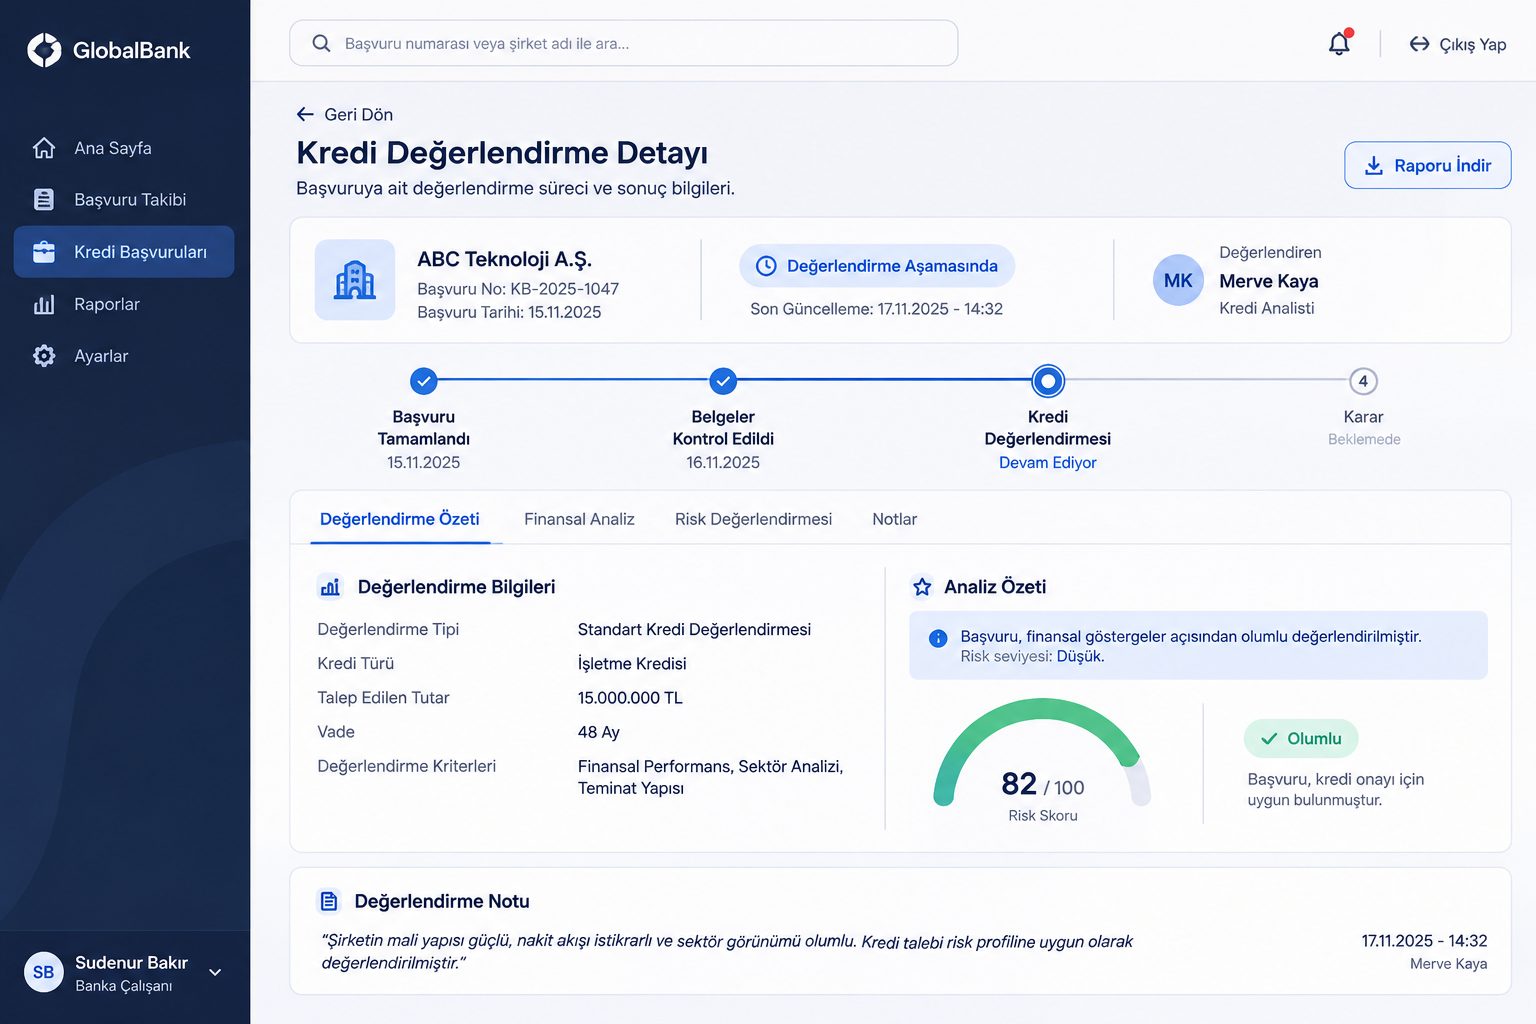 GlobalBank
Ana Sayfa
Başvuru Takibi
Kredi Başvuruları
Raporlar
Ayarlar
SB
Sudenur Bakır
Banka Çalışanı
Başvuru numarası veya şirket adı ile ara...
Çıkış Yap
Geri Dön
Kredi Değerlendirme Detayı
Başvuruya ait değerlendirme süreci ve sonuç bilgileri.
Raporu İndir
ABC Teknoloji A.Ş.
Başvuru No: KB-2025-1047
Başvuru Tarihi: 15.11.2025
Değerlendirme Aşamasında
Son Güncelleme: 17.11.2025 - 14:32
MK
Değerlendiren
Merve Kaya
Kredi Analisti
Başvuru
Tamamlandı
15.11.2025
Belgeler
Kontrol Edildi
16.11.2025
Kredi
Değerlendirmesi
Devam Ediyor
4
Karar
Beklemede
Değerlendirme Özeti
Finansal Analiz
Risk Değerlendirmesi
Notlar
Değerlendirme Bilgileri
Değerlendirme Tipi
Standart Kredi Değerlendirmesi
Kredi Türü
İşletme Kredisi
Talep Edilen Tutar
15.000.000 TL
Vade
48 Ay
Değerlendirme Kriterleri
Finansal Performans, Sektör Analizi,
Teminat Yapısı
Analiz Özeti
Başvuru, finansal göstergeler açısından olumlu değerlendirilmiştir.
Risk seviyesi: Düşük.
82 / 100
Risk Skoru
Olumlu
Başvuru, kredi onayı için
uygun bulunmuştur.
Değerlendirme Notu
“Şirketin mali yapısı güçlü, nakit akışı istikrarlı ve sektör görünümü olumlu. Kredi talebi risk profiline uygun olarak
değerlendirilmiştir.”
17.11.2025 - 14:32
Merve Kaya